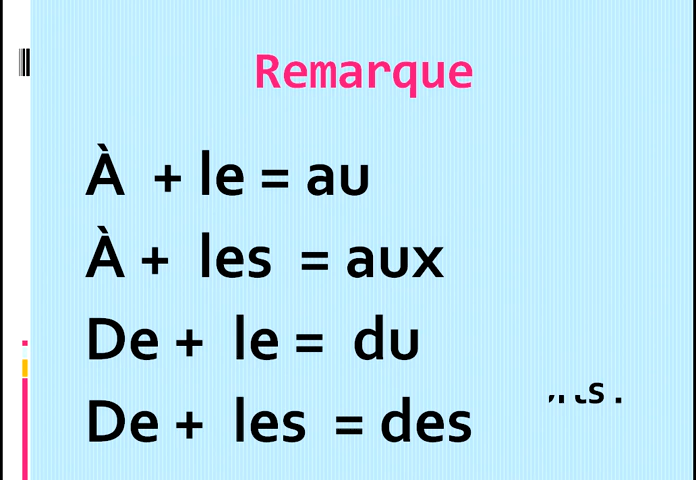 Remarque
À + le = au
À + les = aux
De + le = du
De + les = des